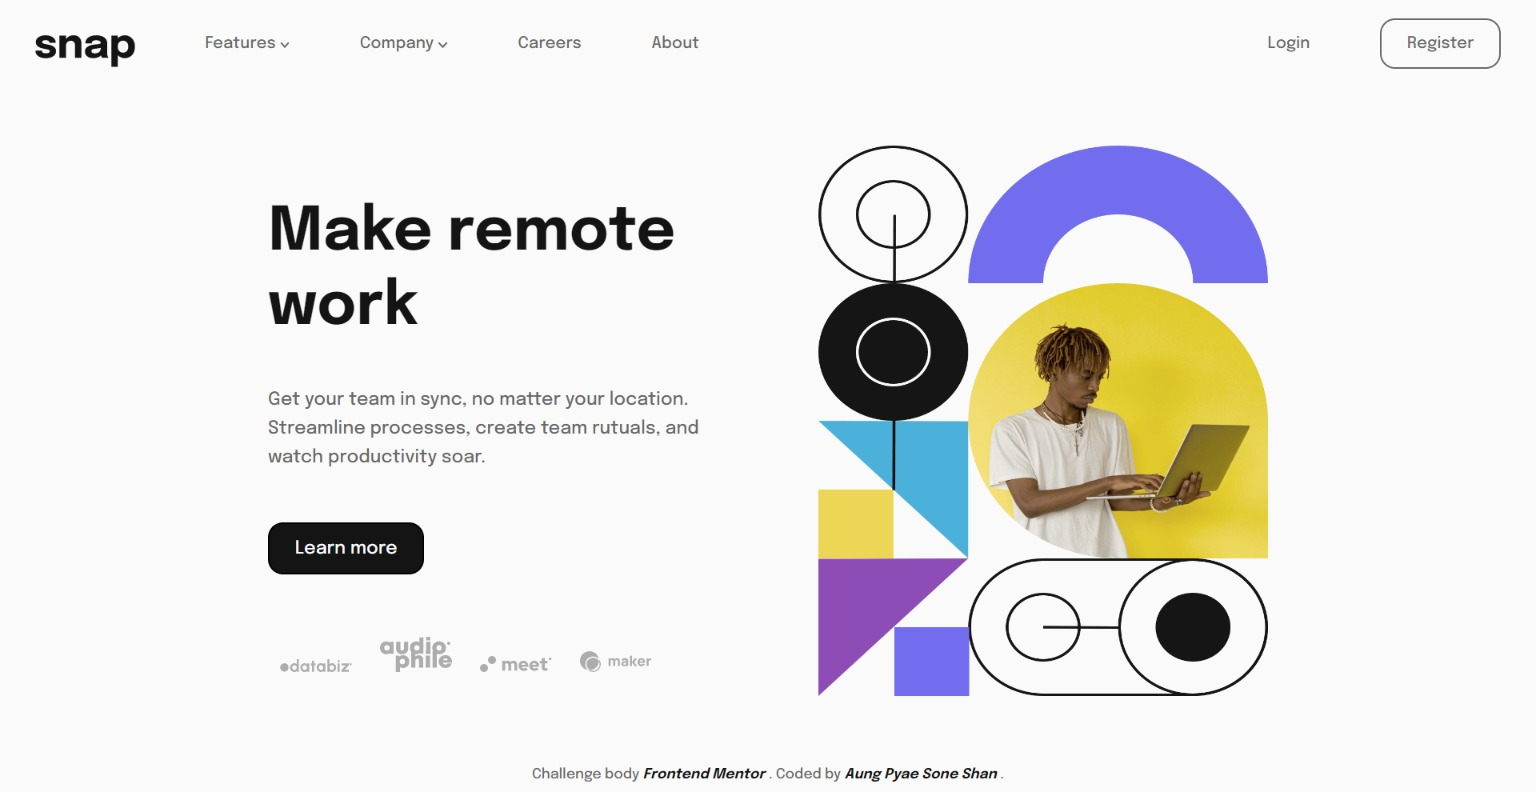 snap
Features
Company
Careers
About
Login
Register
Make remote
work
Get your team in sync, no matter your location.
Streamline processes, create team rutuals, and
watch productivity soar.
Learn more
databiz
audio
phile
meet
maker
Challenge body Frontend Mentor . Coded by Aung Pyae Sone Shan .